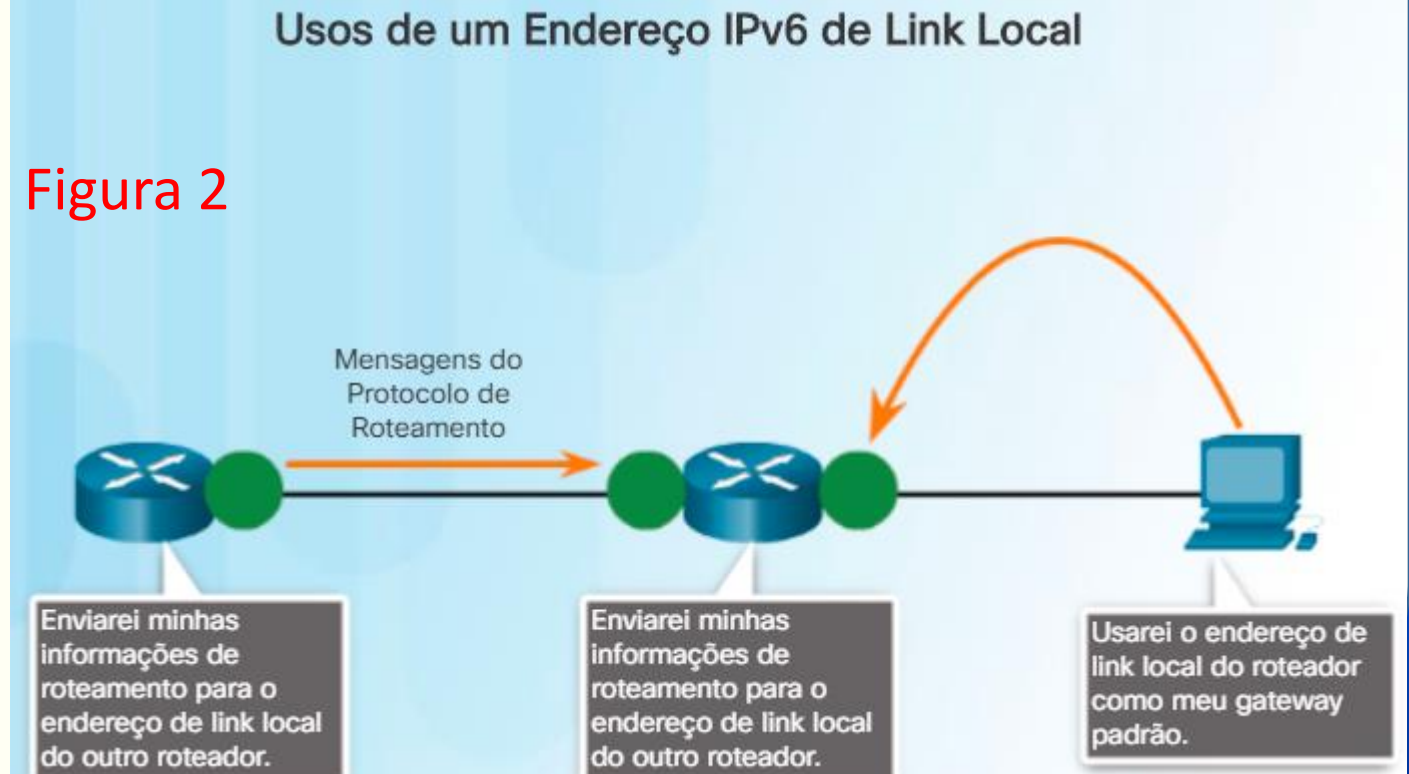 Usos de um Endereço IPv6 de Link Local
Figura 2
Mensagens do
Protocolo de
Roteamento
Enviarei minhas
informações de
roteamento para o
endereço de link local
do outro roteador.
Enviarei minhas
informações de
roteamento para o
endereço de link local
do outro roteador.
Usarei o endereço de
link local do roteador
como meu gateway
padrão.